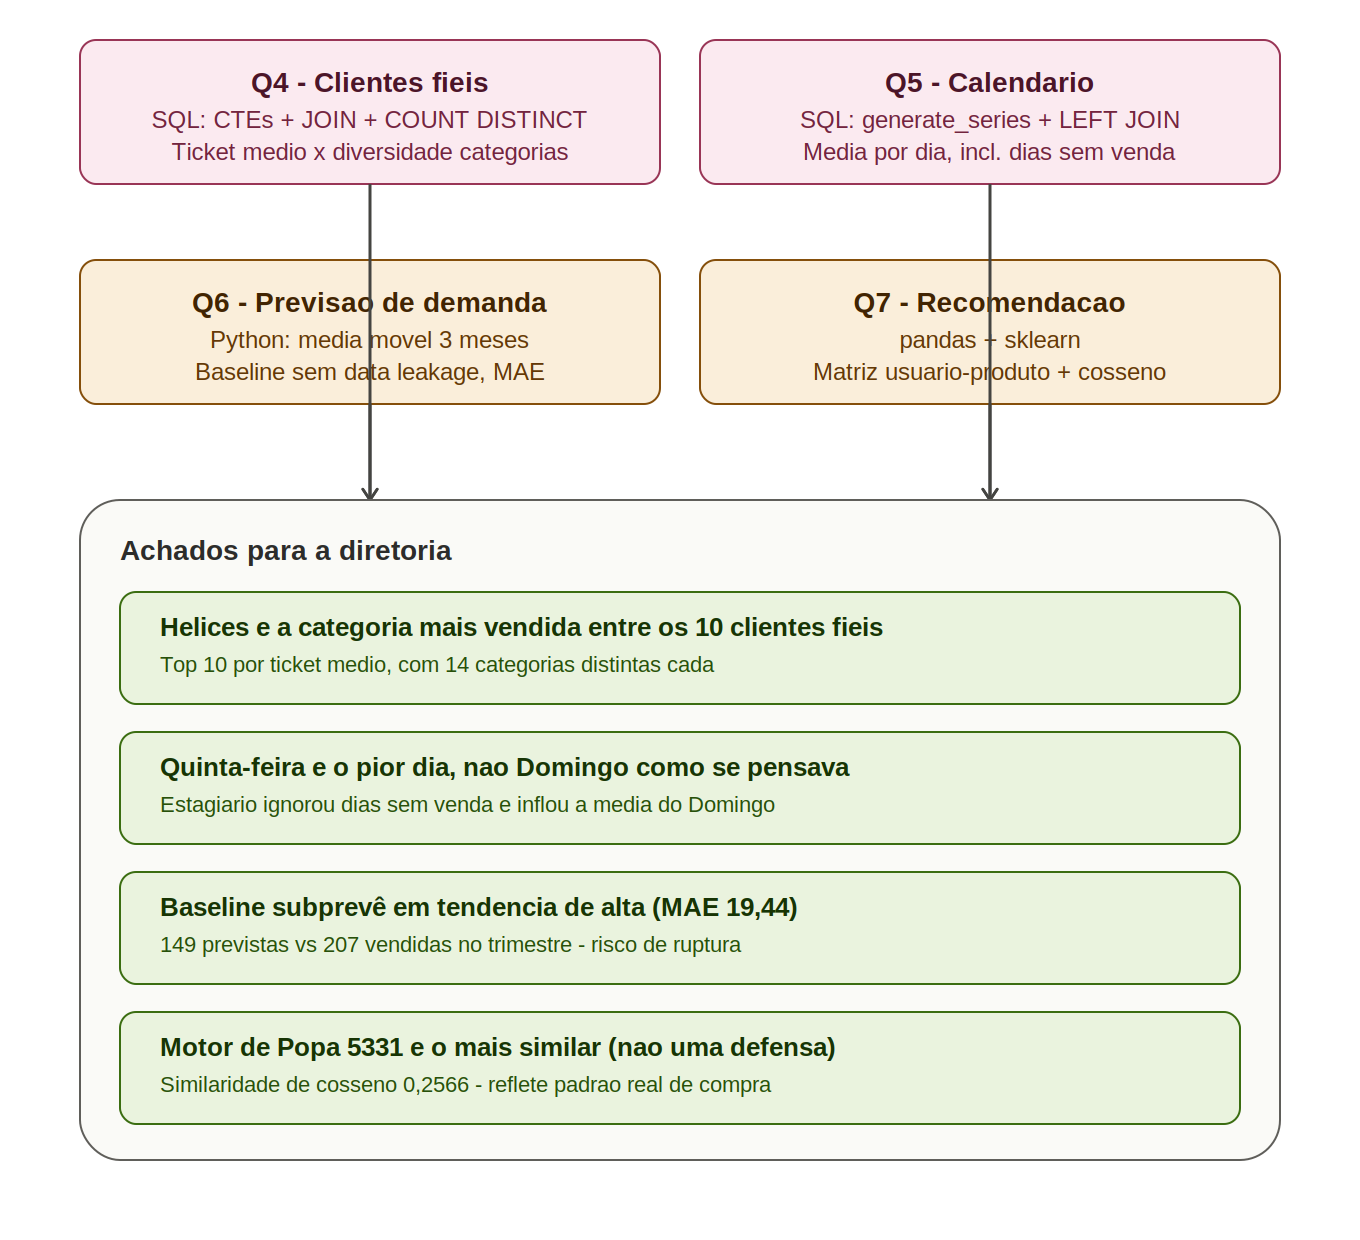 Q4 - Clientes fieis
SQL: CTEs + JOIN + COUNT DISTINCT
Ticket medio x diversidade categorias
Q5 - Calendario
SQL: generate_series + LEFT JOIN
Media por dia, incl. dias sem venda
Q6 - Previsao de demanda
Python: media movel 3 meses
Baseline sem data leakage, MAE
Q7 - Recomendacao
pandas + sklearn
Matriz usuario-produto + cosseno
Achados para a diretoria
Helices e a categoria mais vendida entre os 10 clientes fieis
Top 10 por ticket medio, com 14 categorias distintas cada
Quinta-feira e o pior dia, nao Domingo como se pensava
Estagiario ignorou dias sem venda e inflou a media do Domingo
Baseline subprevê em tendencia de alta (MAE 19,44)
149 previstas vs 207 vendidas no trimestre - risco de ruptura
Motor de Popa 5331 e o mais similar (nao uma defensa)
Similaridade de cosseno 0,2566 - reflete padrao real de compra